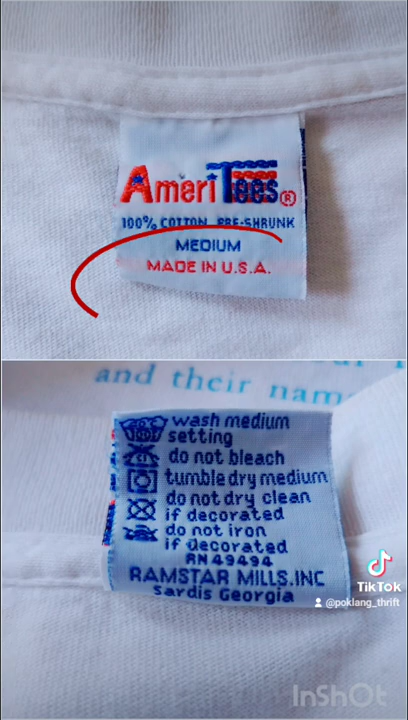 AmeriTees®
100% COTTON PRE-SHRUNK
MEDIUM
MADE IN U.S.A.
and their
wash medium
setting
do not bleach
tumble dry medium
do not dry clean
if decorated
do not iron
if decorated
RN 49494
RAMSTAR MILLS.INC
Sardis Georgia
TikTok
@poklang_thrift
InShOt